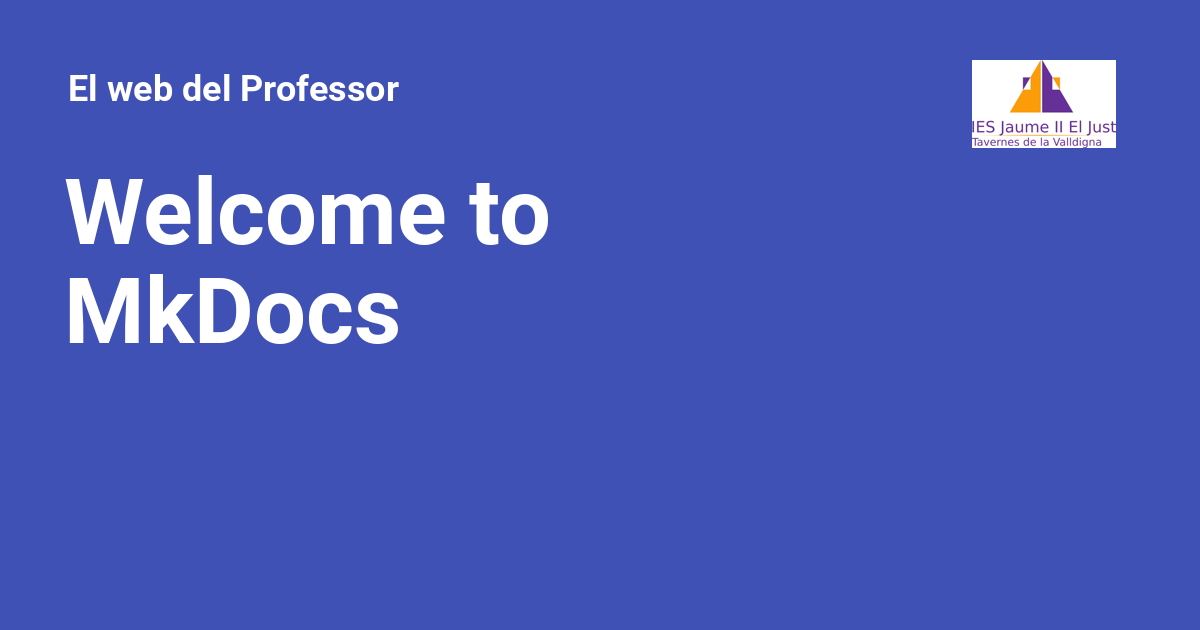 El web del Professor
IES Jaume II El Just
Tavernes de la Valldigna
Welcome to
MkDocs